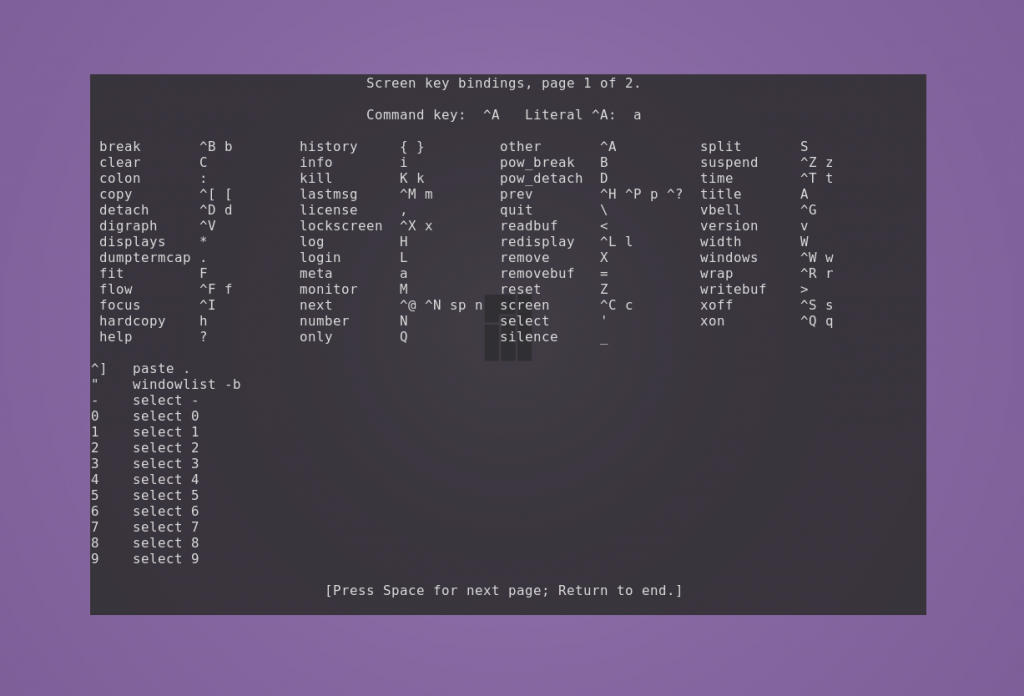 Screen key bindings, page 1 of 2.
Command key:  ^A   Literal ^A:  a
break       ^B b        history     { }         other       ^A          split       S
clear       C           info        i           pow_break   B           suspend     ^Z z
colon       :           kill        K k         pow_detach  D           time        ^T t
copy        ^[ [        lastmsg     ^M m        prev        ^H ^P p ^?  title       A
detach      ^D d        license     ,           quit        \           vbell       ^G
digraph     ^V          lockscreen  ^X x        readbuf     <           version     v
displays    *           log         H           redisplay   ^L l        width       W
dumptermcap .           login       L           remove      X           windows     ^W w
fit         F           meta        a           removebuf   =           wrap        ^R r
flow        ^F f        monitor     M           reset       Z           writebuf    >
focus       ^I          next        ^@ ^N sp n  screen      ^C c        xoff        ^S s
hardcopy    h           number      N           select      '           xon         ^Q q
help        ?           only        Q           silence     _
^]   paste .
"    windowlist -b
-    select -
0    select 0
1    select 1
2    select 2
3    select 3
4    select 4
5    select 5
6    select 6
7    select 7
8    select 8
9    select 9
[Press Space for next page; Return to end.]